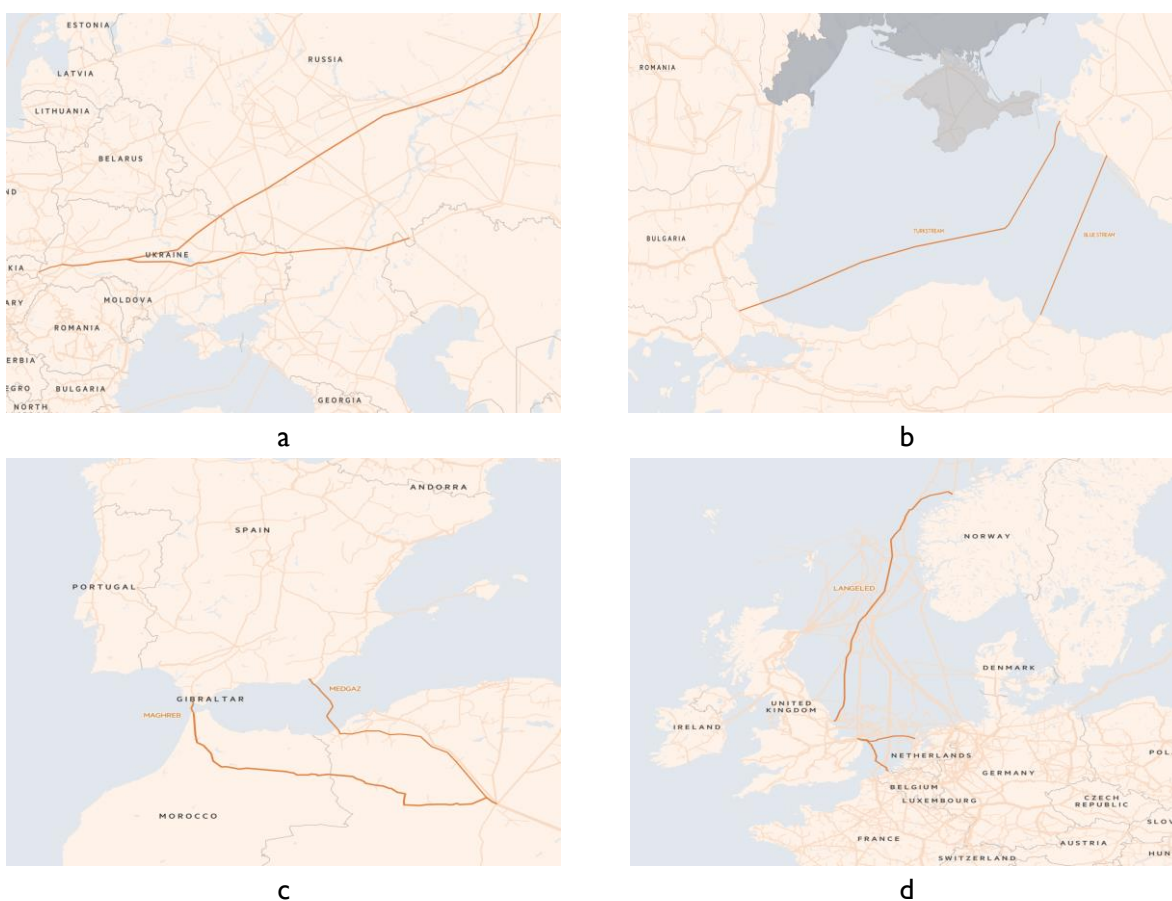 ESTONIA
RUSSIA
LATVIA
LITHUANIA
BELARUS
ND
UKRAINE
KIA
MOLDOVA
ARY
ROMANIA
ERBIA
EGRO
BULGARIA
NORTH
GEORGIA
a
ROMANIA
BULGARIA
TURKSTREAM
BLUE STREAM
b
ANDORRA
SPAIN
PORTUGAL
GIBRALTAR
MEDGAZ
MAGHREB
MOROCCO
c
NORWAY
LANGELED
DENMARK
UNITED
KINGDOM
IRELAND
NETHERLANDS
POL
GERMANY
BELGIUM
LUXEMBOURG
CZECH
REPUBLIC
SLOV
FRANCE
AUSTRIA
SWITZERLAND
HUN
d